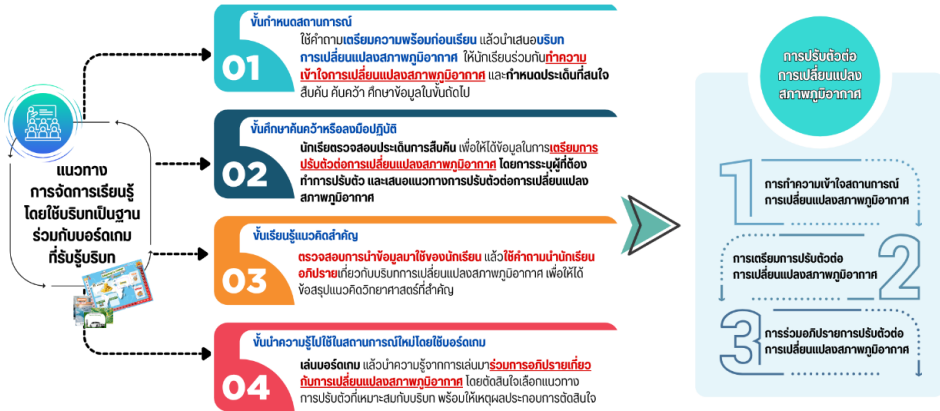 แนวทาง
การจัดการเรียนรู้
โดยใช้บริบทเป็นฐาน
ร่วมกับบอร์ดเกม
ที่รับรู้บริบท
01
ขั้นกำหนดสถานการณ์
ใช้คำถามเตรียมความพร้อมก่อนเรียน แล้วนำเสนอบริบท
การเปลี่ยนแปลงสภาพภูมิอากาศ ให้นักเรียนร่วมกันทำความ
เข้าใจการเปลี่ยนแปลงสภาพภูมิอากาศ และกำหนดประเด็นที่สนใจ
สืบค้น ค้นคว้า ศึกษาข้อมูลในขั้นถัดไป
02
ขั้นศึกษาค้นคว้าหรือลงมือปฏิบัติ
นักเรียตรวจสอบประเด็นการสืบค้น เพื่อให้ได้ข้อมูลในการเตรียมการ
ปรับตัวต่อการเปลี่ยนแปลงสภาพภูมิอากาศ โดยการระบุผู้ที่ต้อง
ทำการปรับตัว และเสนอแนวทางการปรับตัวต่อการเปลี่ยนแปลง
สภาพภูมิอากาศ
03
ขั้นเรียนรู้แนวคิดสำคัญ
ตรวจสอบการนำข้อมูลมาใช้ของนักเรียน แล้วใช้คำถามนำนักเรียน
อภิปรายเกี่ยวกับบริบทการเปลี่ยนแปลงสภาพภูมิอากาศ เพื่อให้ได้
ข้อสรุปแนวคิดวิทยาศาสตร์ที่สำคัญ
04
ขั้นนำความรู้ไปใช้ในสถานการณ์ใหม่โดยใช้บอร์ดเกม
เล่นบอร์ดเกม แล้วนำความรู้จากการเล่นมาร่วมการอภิปรายเกี่ยว
กับการเปลี่ยนแปลงสภาพภูมิอากาศ โดยตัดสินใจเลือกแนวทาง
การปรับตัวที่เหมาะสมกับบริบท พร้อมให้เหตุผลประกอบการตัดสินใจ
การปรับตัวต่อ
การเปลี่ยนแปลง
สภาพภูมิอากาศ
1
การทำความเข้าใจสถานการณ์
การเปลี่ยนแปลงสภาพภูมิอากาศ
2
การเตรียมการปรับตัวต่อ
การเปลี่ยนแปลงสภาพภูมิอากาศ
3
การร่วมอภิปรายการปรับตัวต่อ
การเปลี่ยนแปลงสภาพภูมิอากาศ